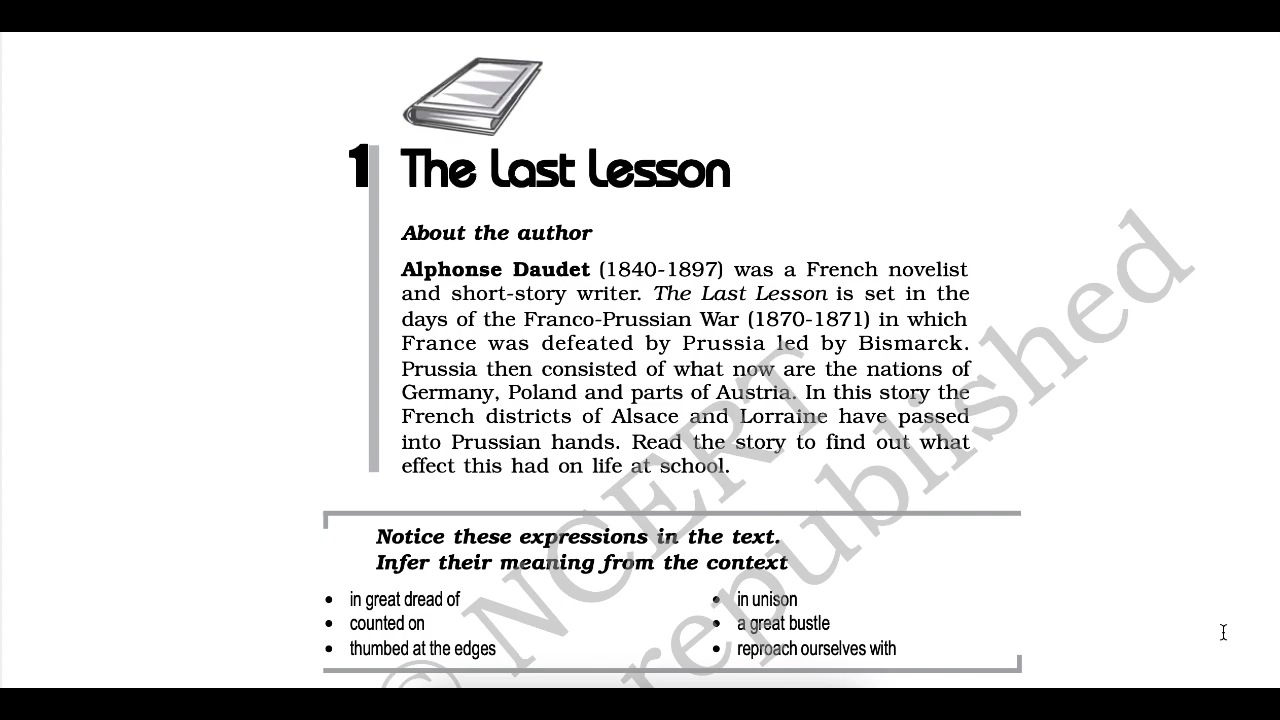 1 The Last Lesson
About the author
Alphonse Daudet (1840-1897) was a French novelist
and short-story writer. The Last Lesson is set in the
days of the Franco-Prussian War (1870-1871) in which
France was defeated by Prussia led by Bismarck.
Prussia then consisted of what now are the nations of
Germany, Poland and parts of Austria. In this story the
French districts of Alsace and Lorraine have passed
into Prussian hands. Read the story to find out what
effect this had on life at school.
Notice these expressions in the text.
Infer their meaning from the context
• in great dread of
• counted on
• thumbed at the edges
• in unison
• a great bustle
• reproach ourselves with
© NCERT
republished